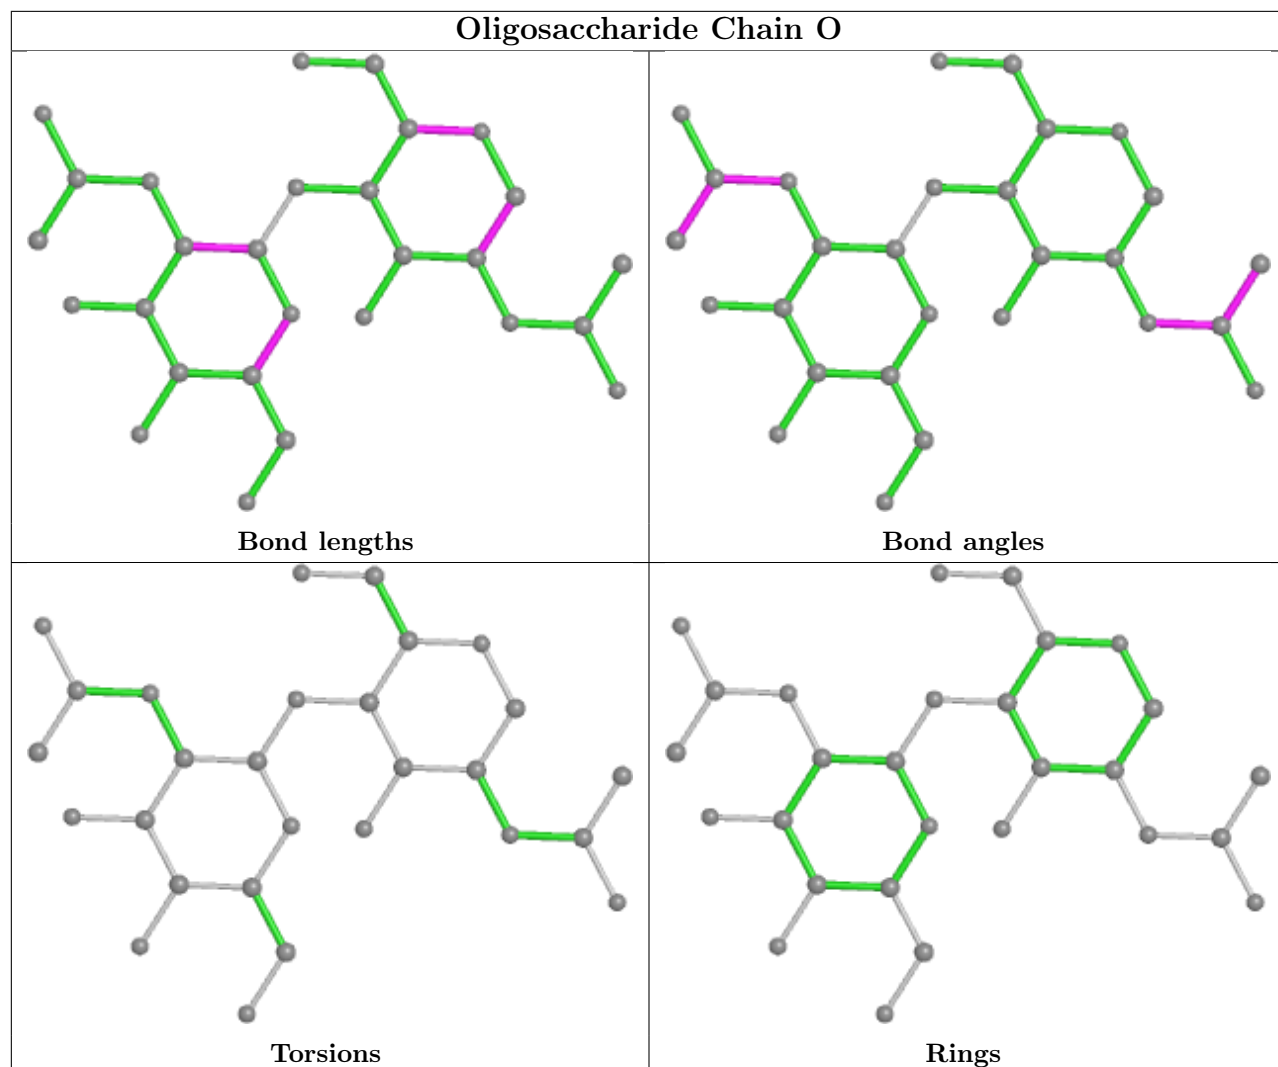 Oligosaccharide Chain O
Bond lengths
Bond angles
Torsions
Rings